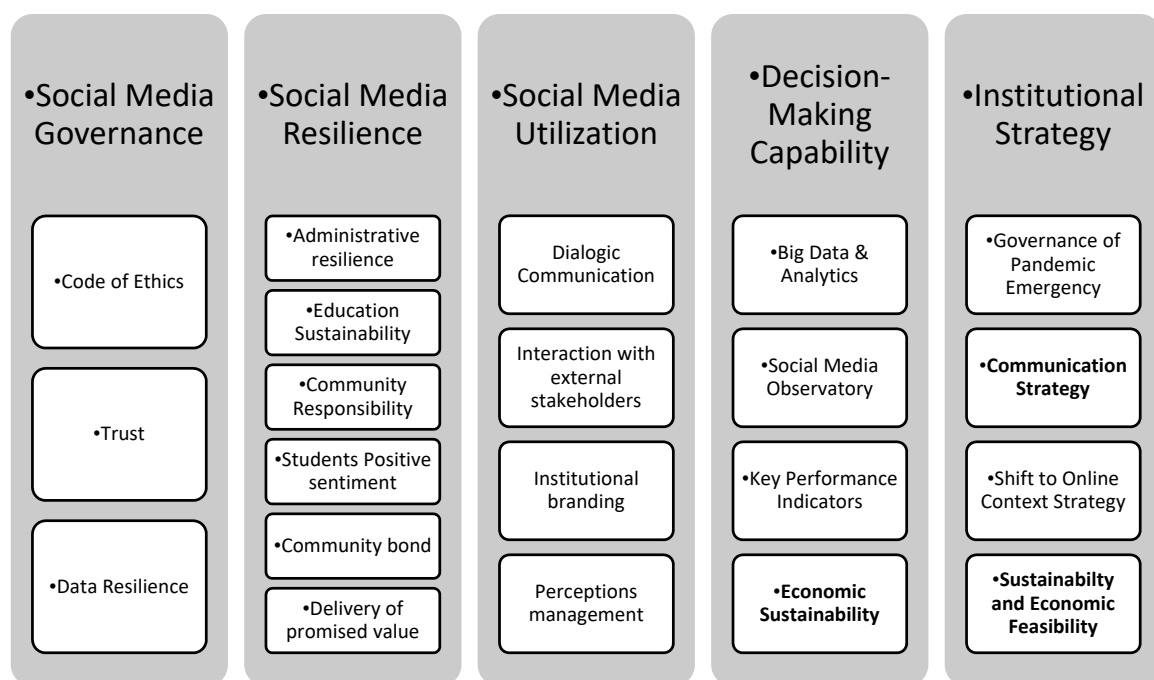 •Social Media
Governance
•Code of Ethics
•Trust
•Data Resilience
•Social Media
Resilience
•Administrative
resilience
•Education
Sustainability
•Community
Responsibility
•Students Positive
sentiment
•Community bond
•Delivery of
promised value
•Social Media
Utilization
Dialogic
Communication
Interaction with
external
stakeholders
Institutional
branding
Perceptions
management
•Decision-
Making
Capability
•Big Data &
Analytics
•Social Media
Observatory
•Key Performance
Indicators
•Economic
Sustainability
•Institutional
Strategy
•Governance of
Pandemic
Emergency
•Communication
Strategy
•Shift to Online
Context Strategy
•Sustainabilty
and Economic
Feasibility